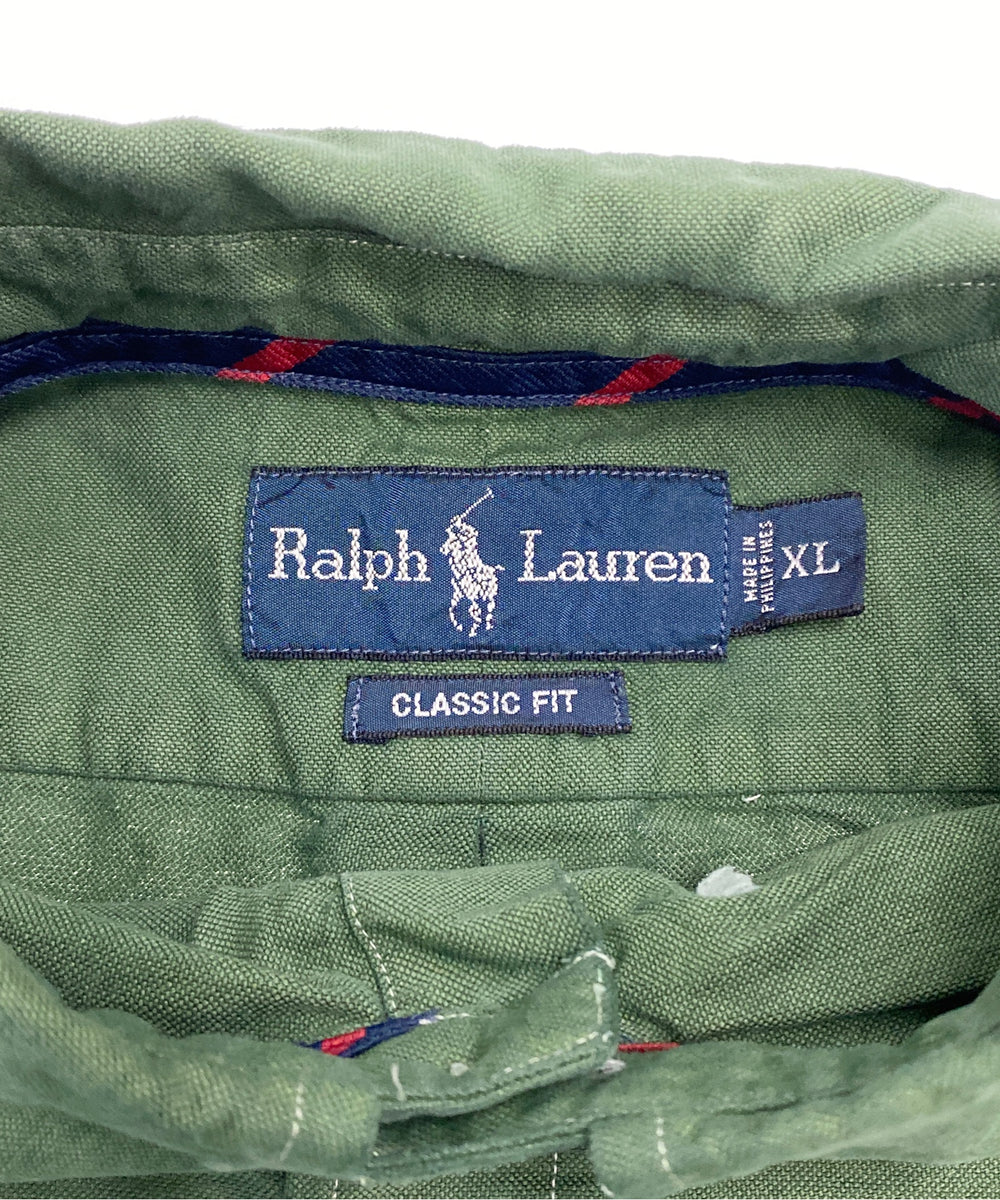 Ralph Lauren
MADE IN
PHILIPPINES
XL
CLASSIC FIT